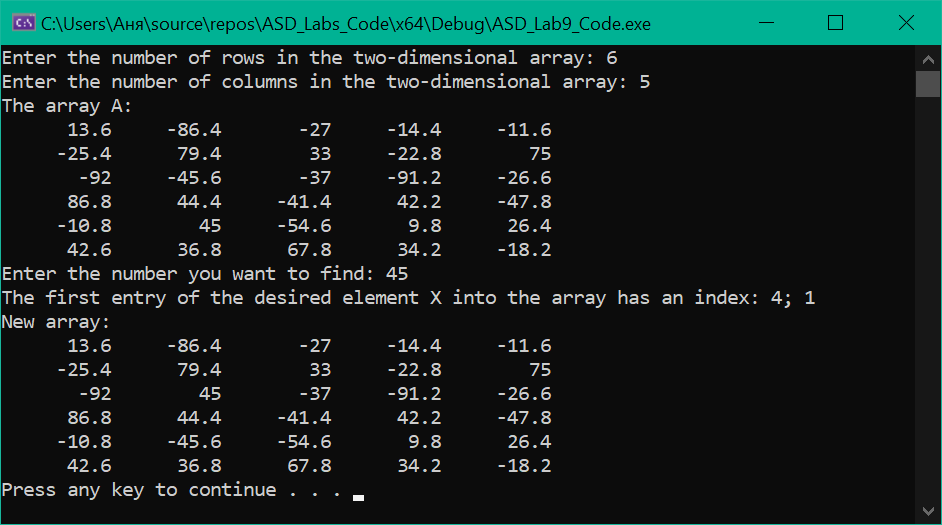 C:\Users\Аня\source\repos\ASD_Labs_Code\x64\Debug\ASD_Lab9_Code.exe
Enter the number of rows in the two-dimensional array: 6
Enter the number of columns in the two-dimensional array: 5
The array A:
13.6 -86.4 -27 -14.4 -11.6
-25.4 79.4 33 -22.8 75
-92 -45.6 -37 -91.2 -26.6
86.8 44.4 -41.4 42.2 -47.8
-10.8 45 -54.6 9.8 26.4
42.6 36.8 67.8 34.2 -18.2
Enter the number you want to find: 45
The first entry of the desired element X into the array has an index: 4; 1
New array:
13.6 -86.4 -27 -14.4 -11.6
-25.4 79.4 33 -22.8 75
-92 45 -37 -91.2 -26.6
86.8 44.4 -41.4 42.2 -47.8
-10.8 -45.6 -54.6 9.8 26.4
42.6 36.8 67.8 34.2 -18.2
Press any key to continue . . .